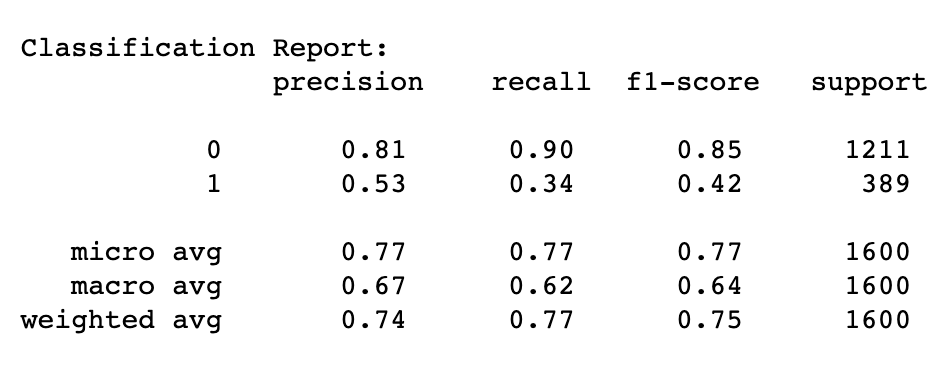 Classification Report:
precision recall f1-score support
0 0.81 0.90 0.85 1211
1 0.53 0.34 0.42 389
micro avg 0.77 0.77 0.77 1600
macro avg 0.67 0.62 0.64 1600
weighted avg 0.74 0.77 0.75 1600